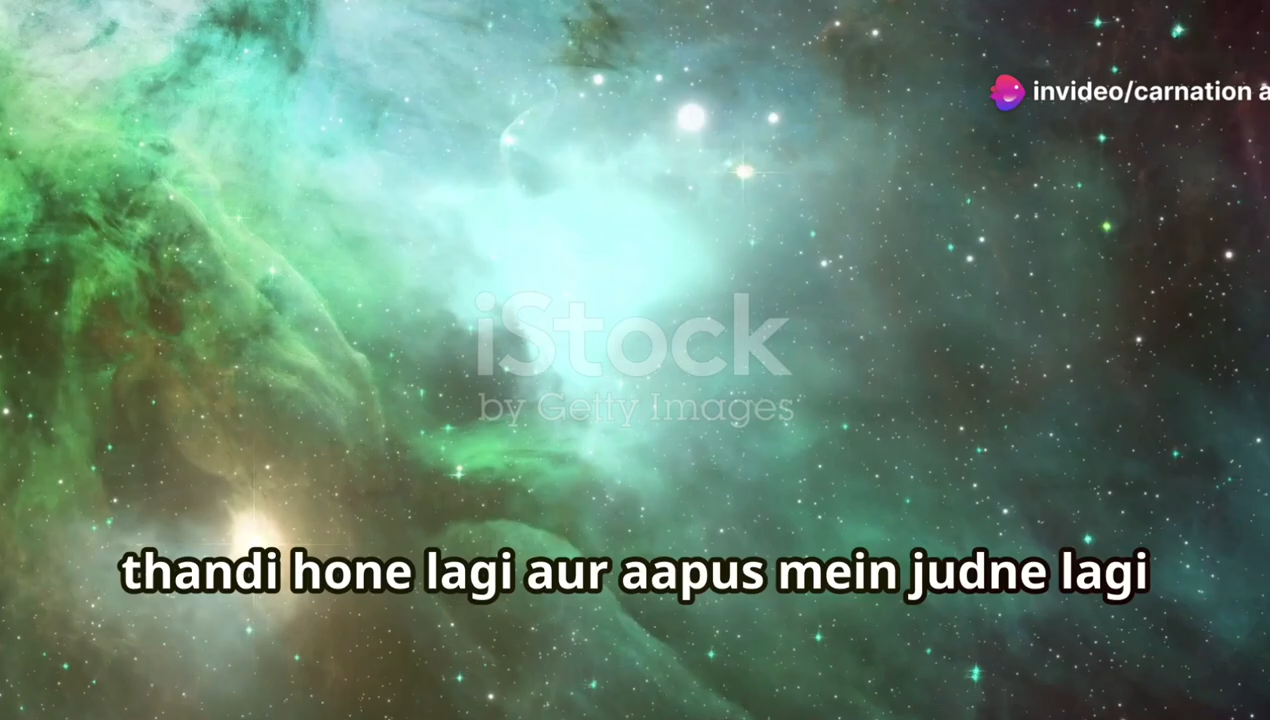 invideo/carnation a
iStock
by Getty Images
thandi hone lagi aur aapus mein judne lagi